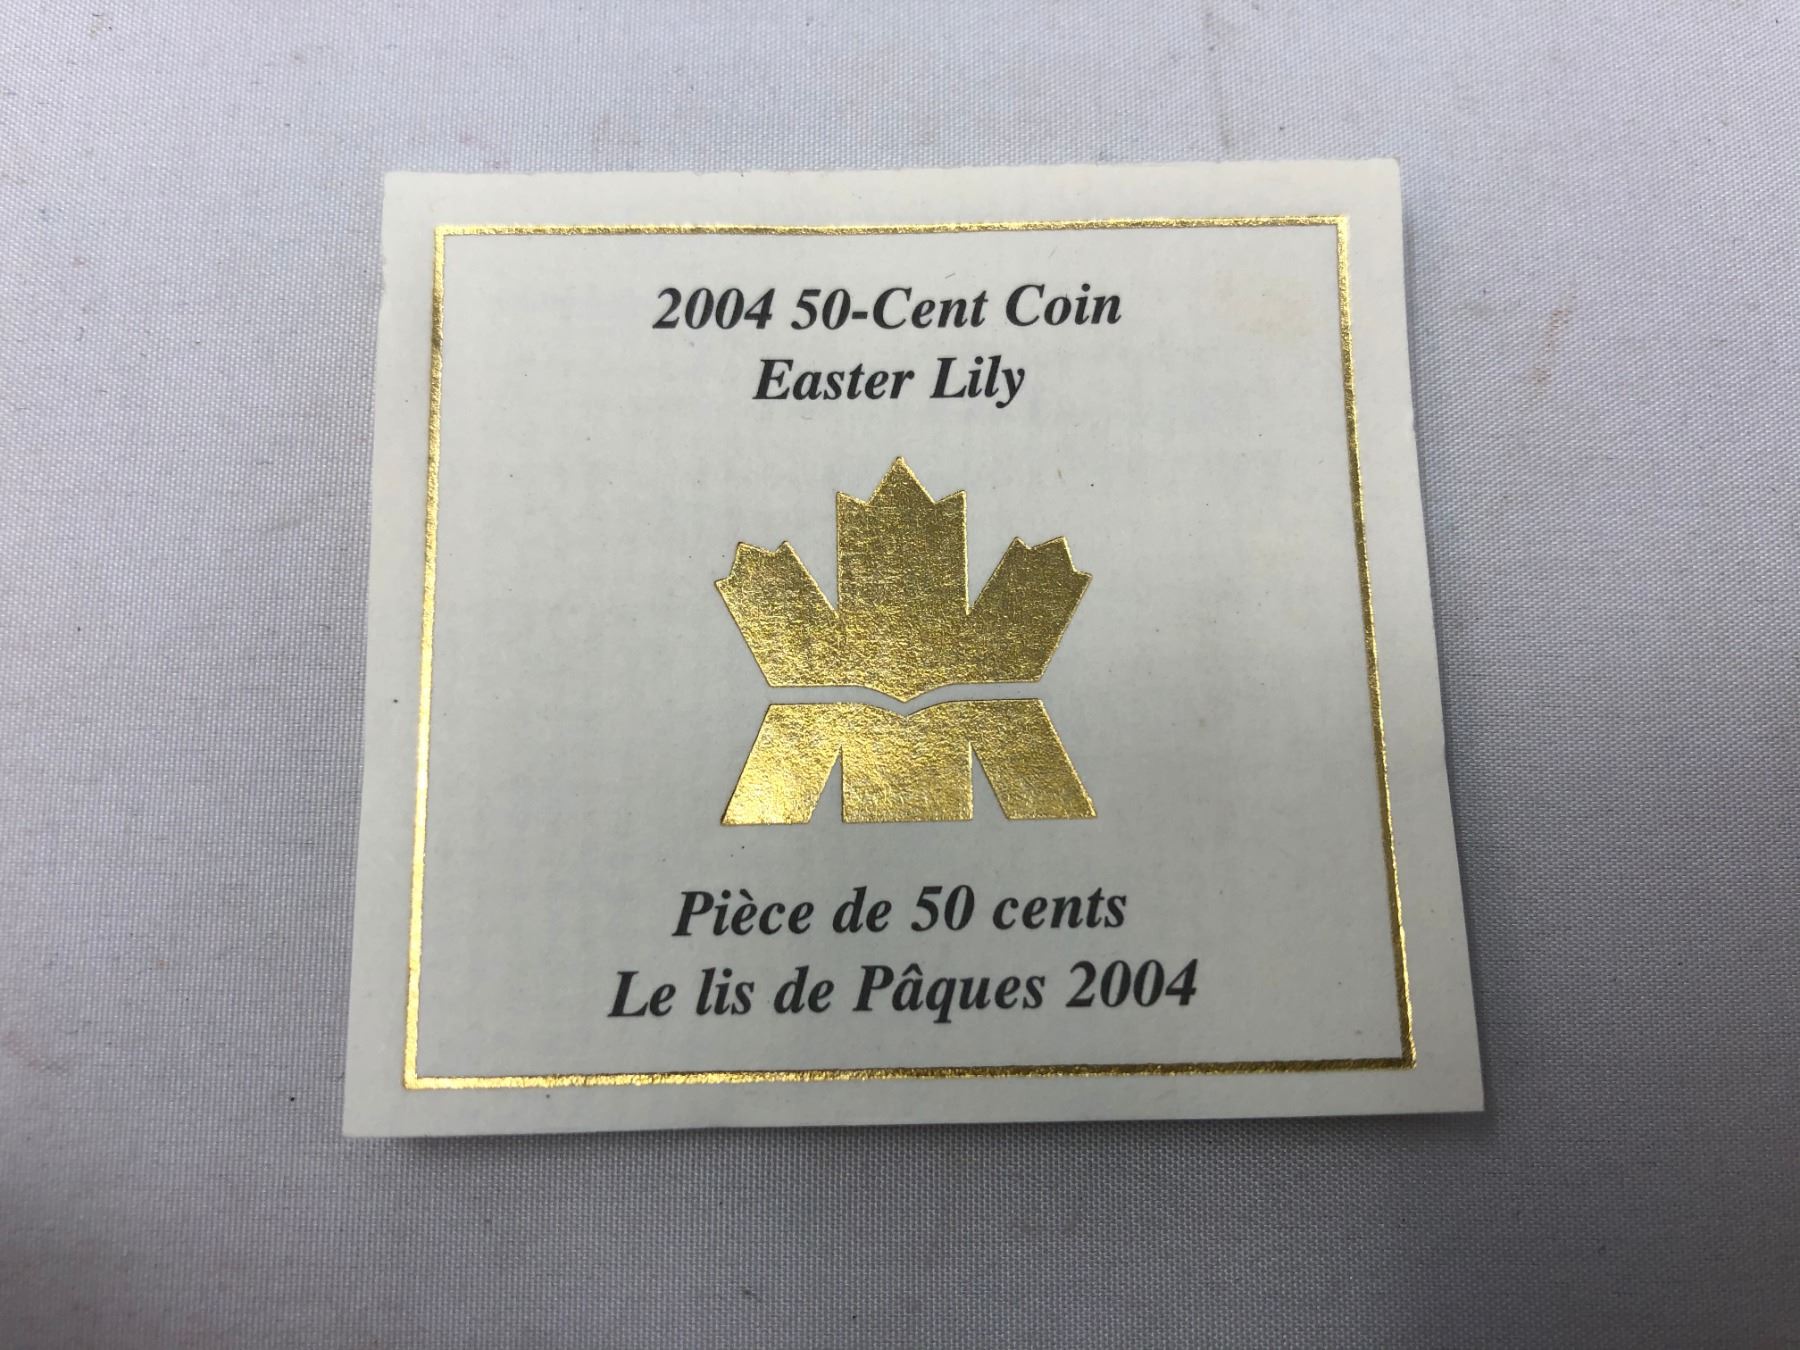 2004 50-Cent Coin
Easter Lily
Pièce de 50 cents
Le lis de Pâques 2004